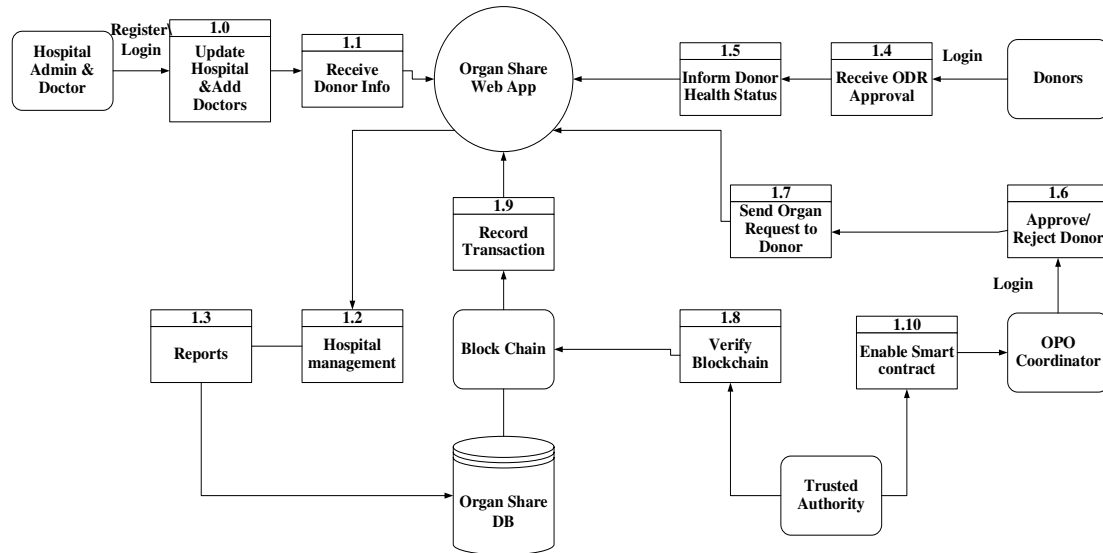 Hospital
Admin &
Doctor
Register\
Login
1.0
Update
Hospital
&Add
Doctors
1.1
Receive
Donor Info
Organ Share
Web App
1.5
Inform Donor
Health Status
1.4
Receive ODR
Approval
Login
Donors
1.7
Send Organ
Request to
Donor
1.6
Approve/
Reject Donor
Login
1.9
Record
Transaction
1.3
Reports
1.2
Hospital
management
Block Chain
1.8
Verify
Blockchain
1.10
Enable Smart
contract
OPO
Coordinator
Organ Share
DB
Trusted
Authority